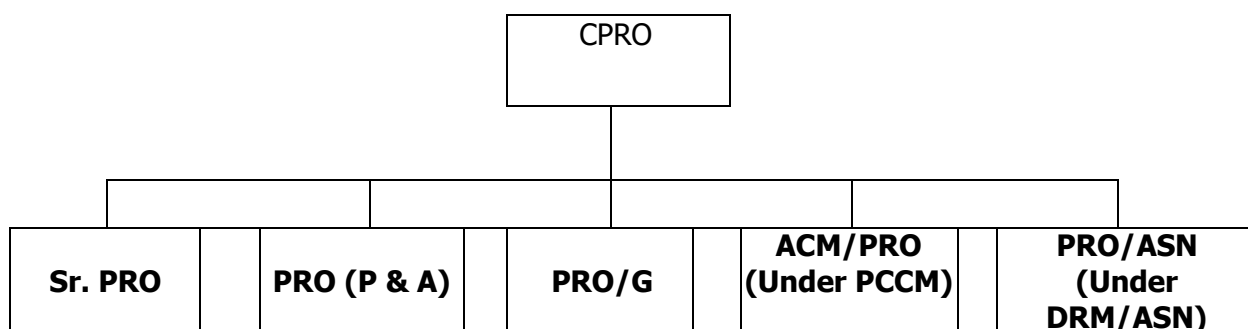 CPRO
Sr. PRO
PRO (P & A)
PRO/G
ACM/PRO
(Under PCCM)
PRO/ASN
(Under
DRM/ASN)